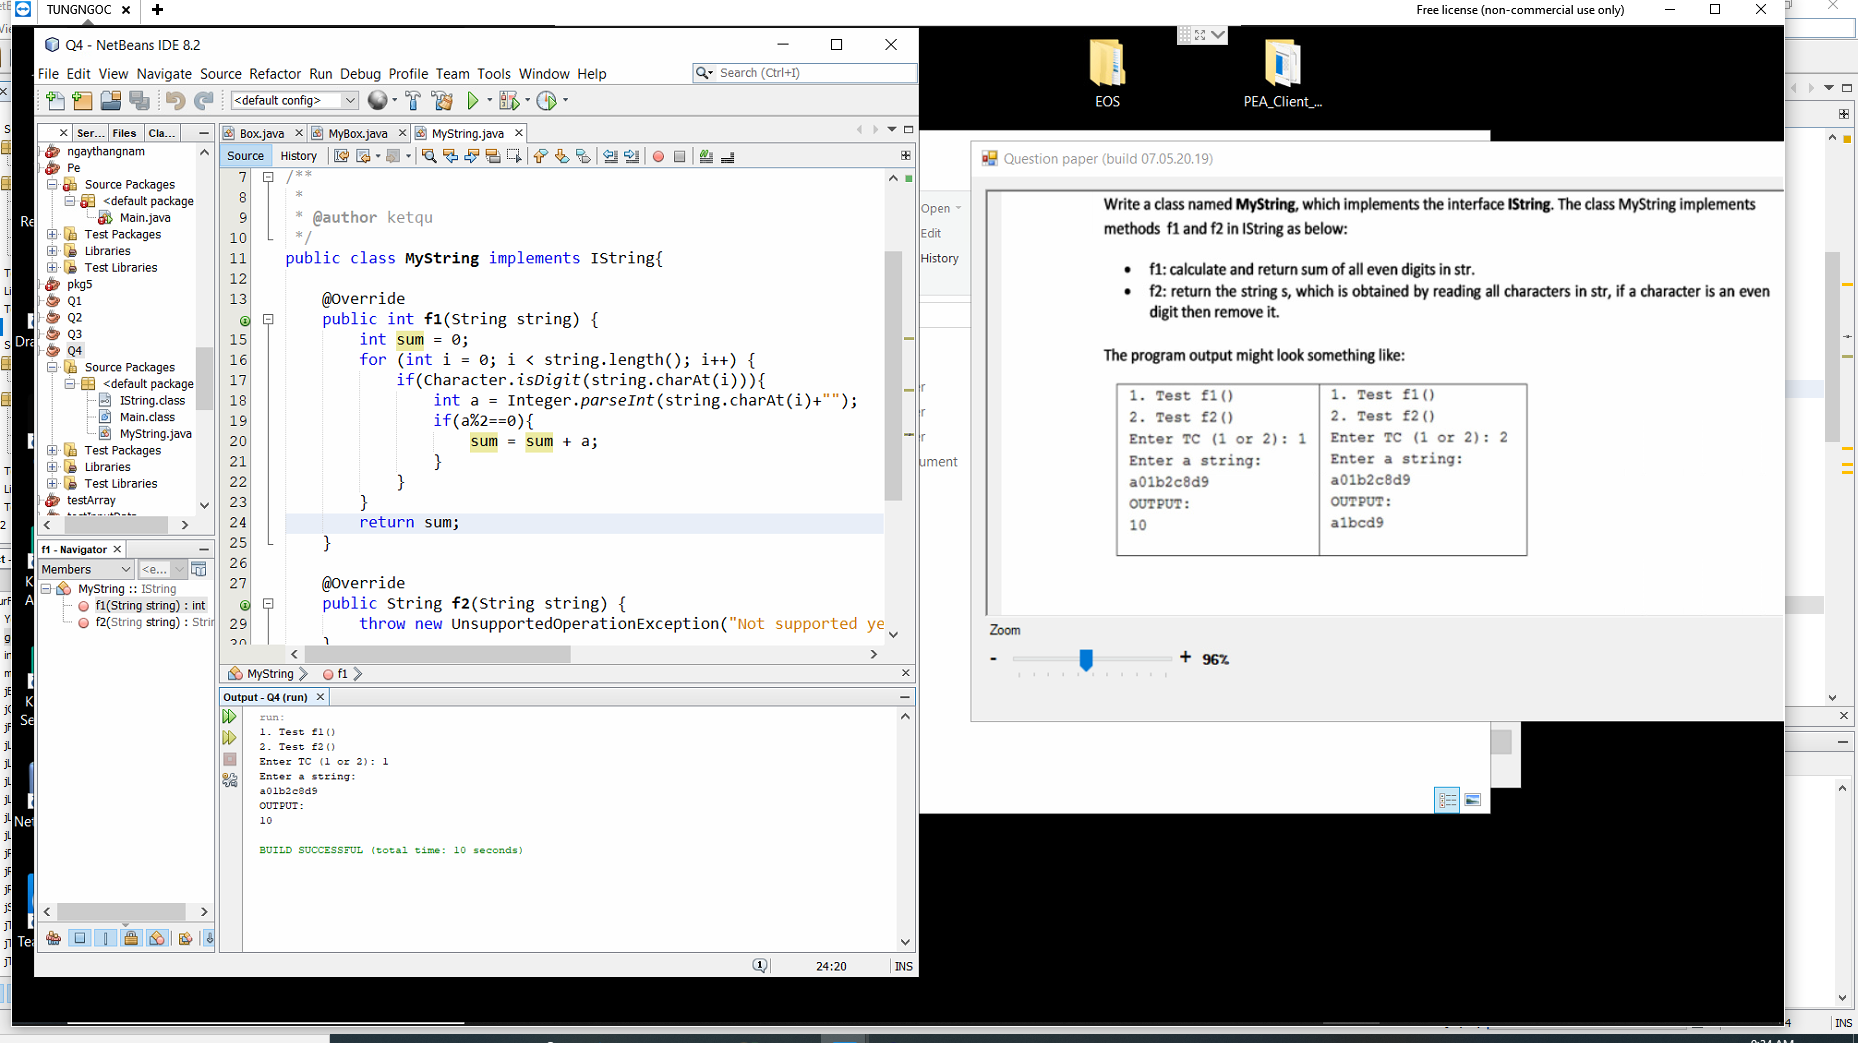 TUNGNGOC
Free license (non-commercial use only)
Q4 - NetBeans IDE 8.2
File Edit View Navigate Source Refactor Run Debug Profile Team Tools Window Help
Search (Ctrl+I)
<default config>
Ser... Files Cla...
Box.java
MyBox.java
MyString.java
Source History
ngaythangnam
Pe
Source Packages
<default package
Main.java
Test Packages
Libraries
Test Libraries
pkg5
Q1
Q2
Q3
Q4
Source Packages
<default package
IString.class
Main.class
MyString.java
Test Packages
Libraries
Test Libraries
testArray
7 /**
8 *
9 * @author ketqu
10 */
11 public class MyString implements IString{
12
13 @Override
public int f1(String string) {
15 int sum = 0;
16 for (int i = 0; i < string.length(); i++) {
17 if(Character.isDigit(string.charAt(i))){
18 int a = Integer.parseInt(string.charAt(i)+"");
19 if(a%2==0){
20 sum = sum + a;
21 }
22 }
23 }
24 return sum;
25 }
26
27 @Override
public String f2(String string) {
29 throw new UnsupportedOperationException("Not supported ye
30 }
MyString f1
f1 - Navigator
Members
<e...
MyString :: IString
f1(String string) : int
f2(String string) : Strin
Output - Q4 (run)
run:
1. Test f1()
2. Test f2()
Enter TC (1 or 2): 1
Enter a string:
a01b2c8d9
OUTPUT:
10
BUILD SUCCESSFUL (total time: 10 seconds)
24:20 INS
EOS
PEA_Client_...
Open
Edit
History
ument
Question paper (build 07.05.20.19)
Write a class named MyString, which implements the interface IString. The class MyString implements
methods f1 and f2 in IString as below:
• f1: calculate and return sum of all even digits in str.
• f2: return the string s, which is obtained by reading all characters in str, if a character is an even
digit then remove it.
The program output might look something like:
1. Test f1()
2. Test f2()
Enter TC (1 or 2): 1
Enter a string:
a01b2c8d9
OUTPUT:
10
1. Test f1()
2. Test f2()
Enter TC (1 or 2): 2
Enter a string:
a01b2c8d9
OUTPUT:
a1bcd9
Zoom
- + 96%
INS